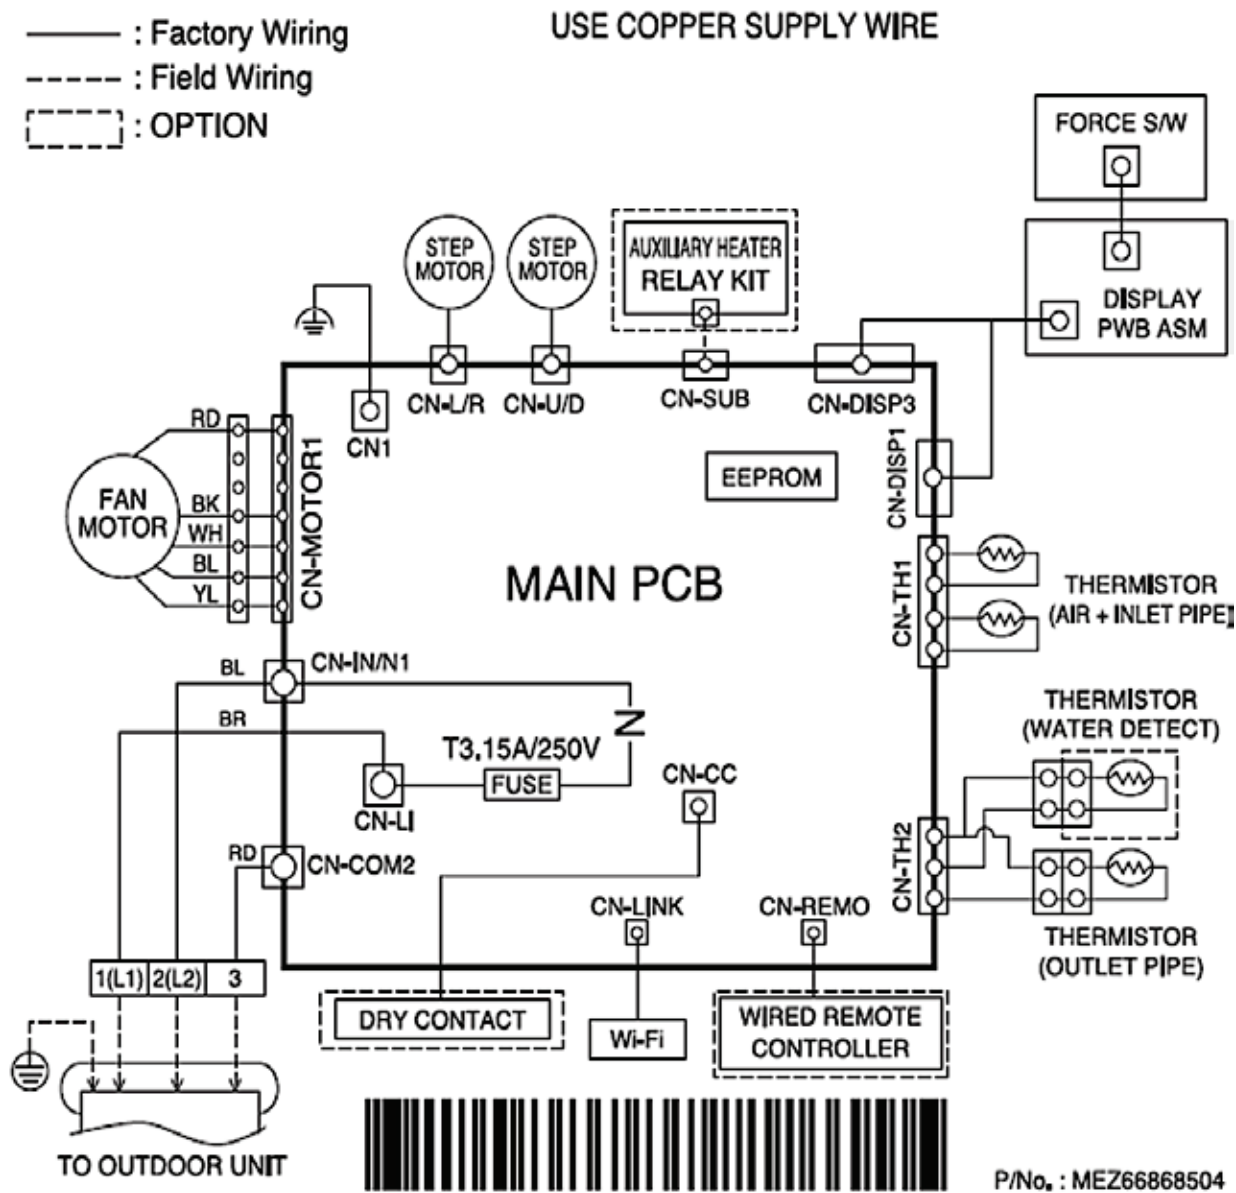 : Factory Wiring
USE COPPER SUPPLY WIRE
: Field Wiring
: OPTION
FORCE S/W
STEP
MOTOR
STEP
MOTOR
AUXILIARY HEATER
RELAY KIT
DISPLAY
PWB ASM
CN-L/R
CN-U/D
CN-SUB
CN-DISP3
CN1
RD
BK
WH
BL
YL
FAN
MOTOR
CN-MOTOR1
EEPROM
CN-DISP1
MAIN PCB
CN-TH1
THERMISTOR
(AIR + INLET PIPE)
BL
CN-IN/N1
BR
N
T3.15A/250V
FUSE
CN-LI
CN-CC
THERMISTOR
(WATER DETECT)
RD
CN-COM2
CN-TH2
CN-LINK
CN-REMO
THERMISTOR
(OUTLET PIPE)
1(L1) 2(L2) 3
DRY CONTACT
Wi-Fi
WIRED REMOTE
CONTROLLER
TO OUTDOOR UNIT
P/No. : MEZ66868504